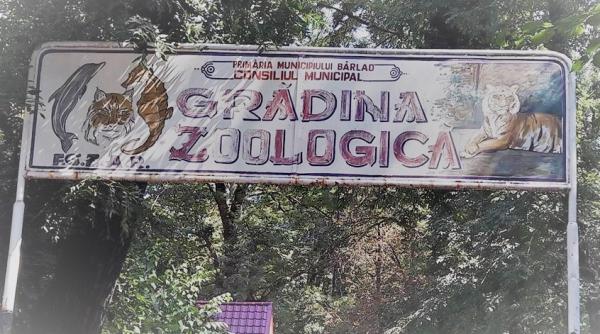 PRIMĂRIA MUNICIPIULUI BÂRLAD
CONSILIUL MUNICIPAL
GRĂDINA
ZOOLOGICA
F.G.Z.A.R.